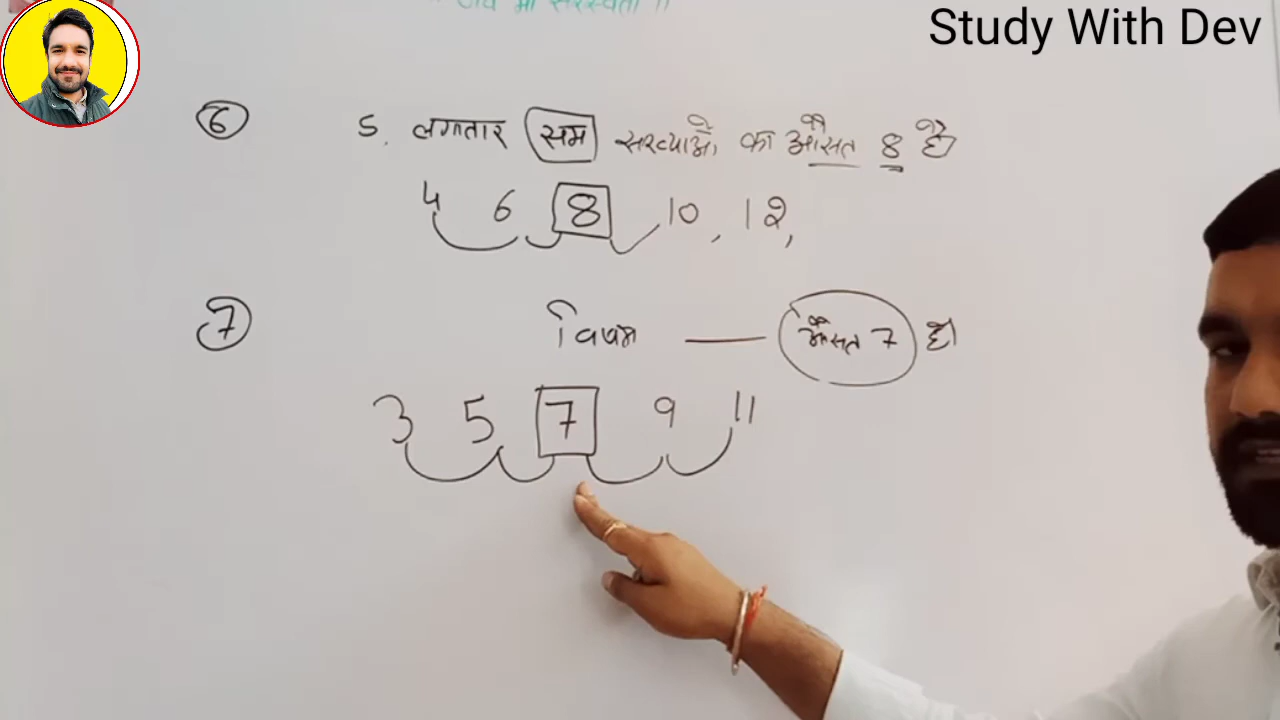 Study With Dev
⑥ 5. लगातार सम संख्याओं का औसत 8 है
4 6 8 10, 12,
⑦ विषम —— औसत 7 है।
3 5 7 9 11